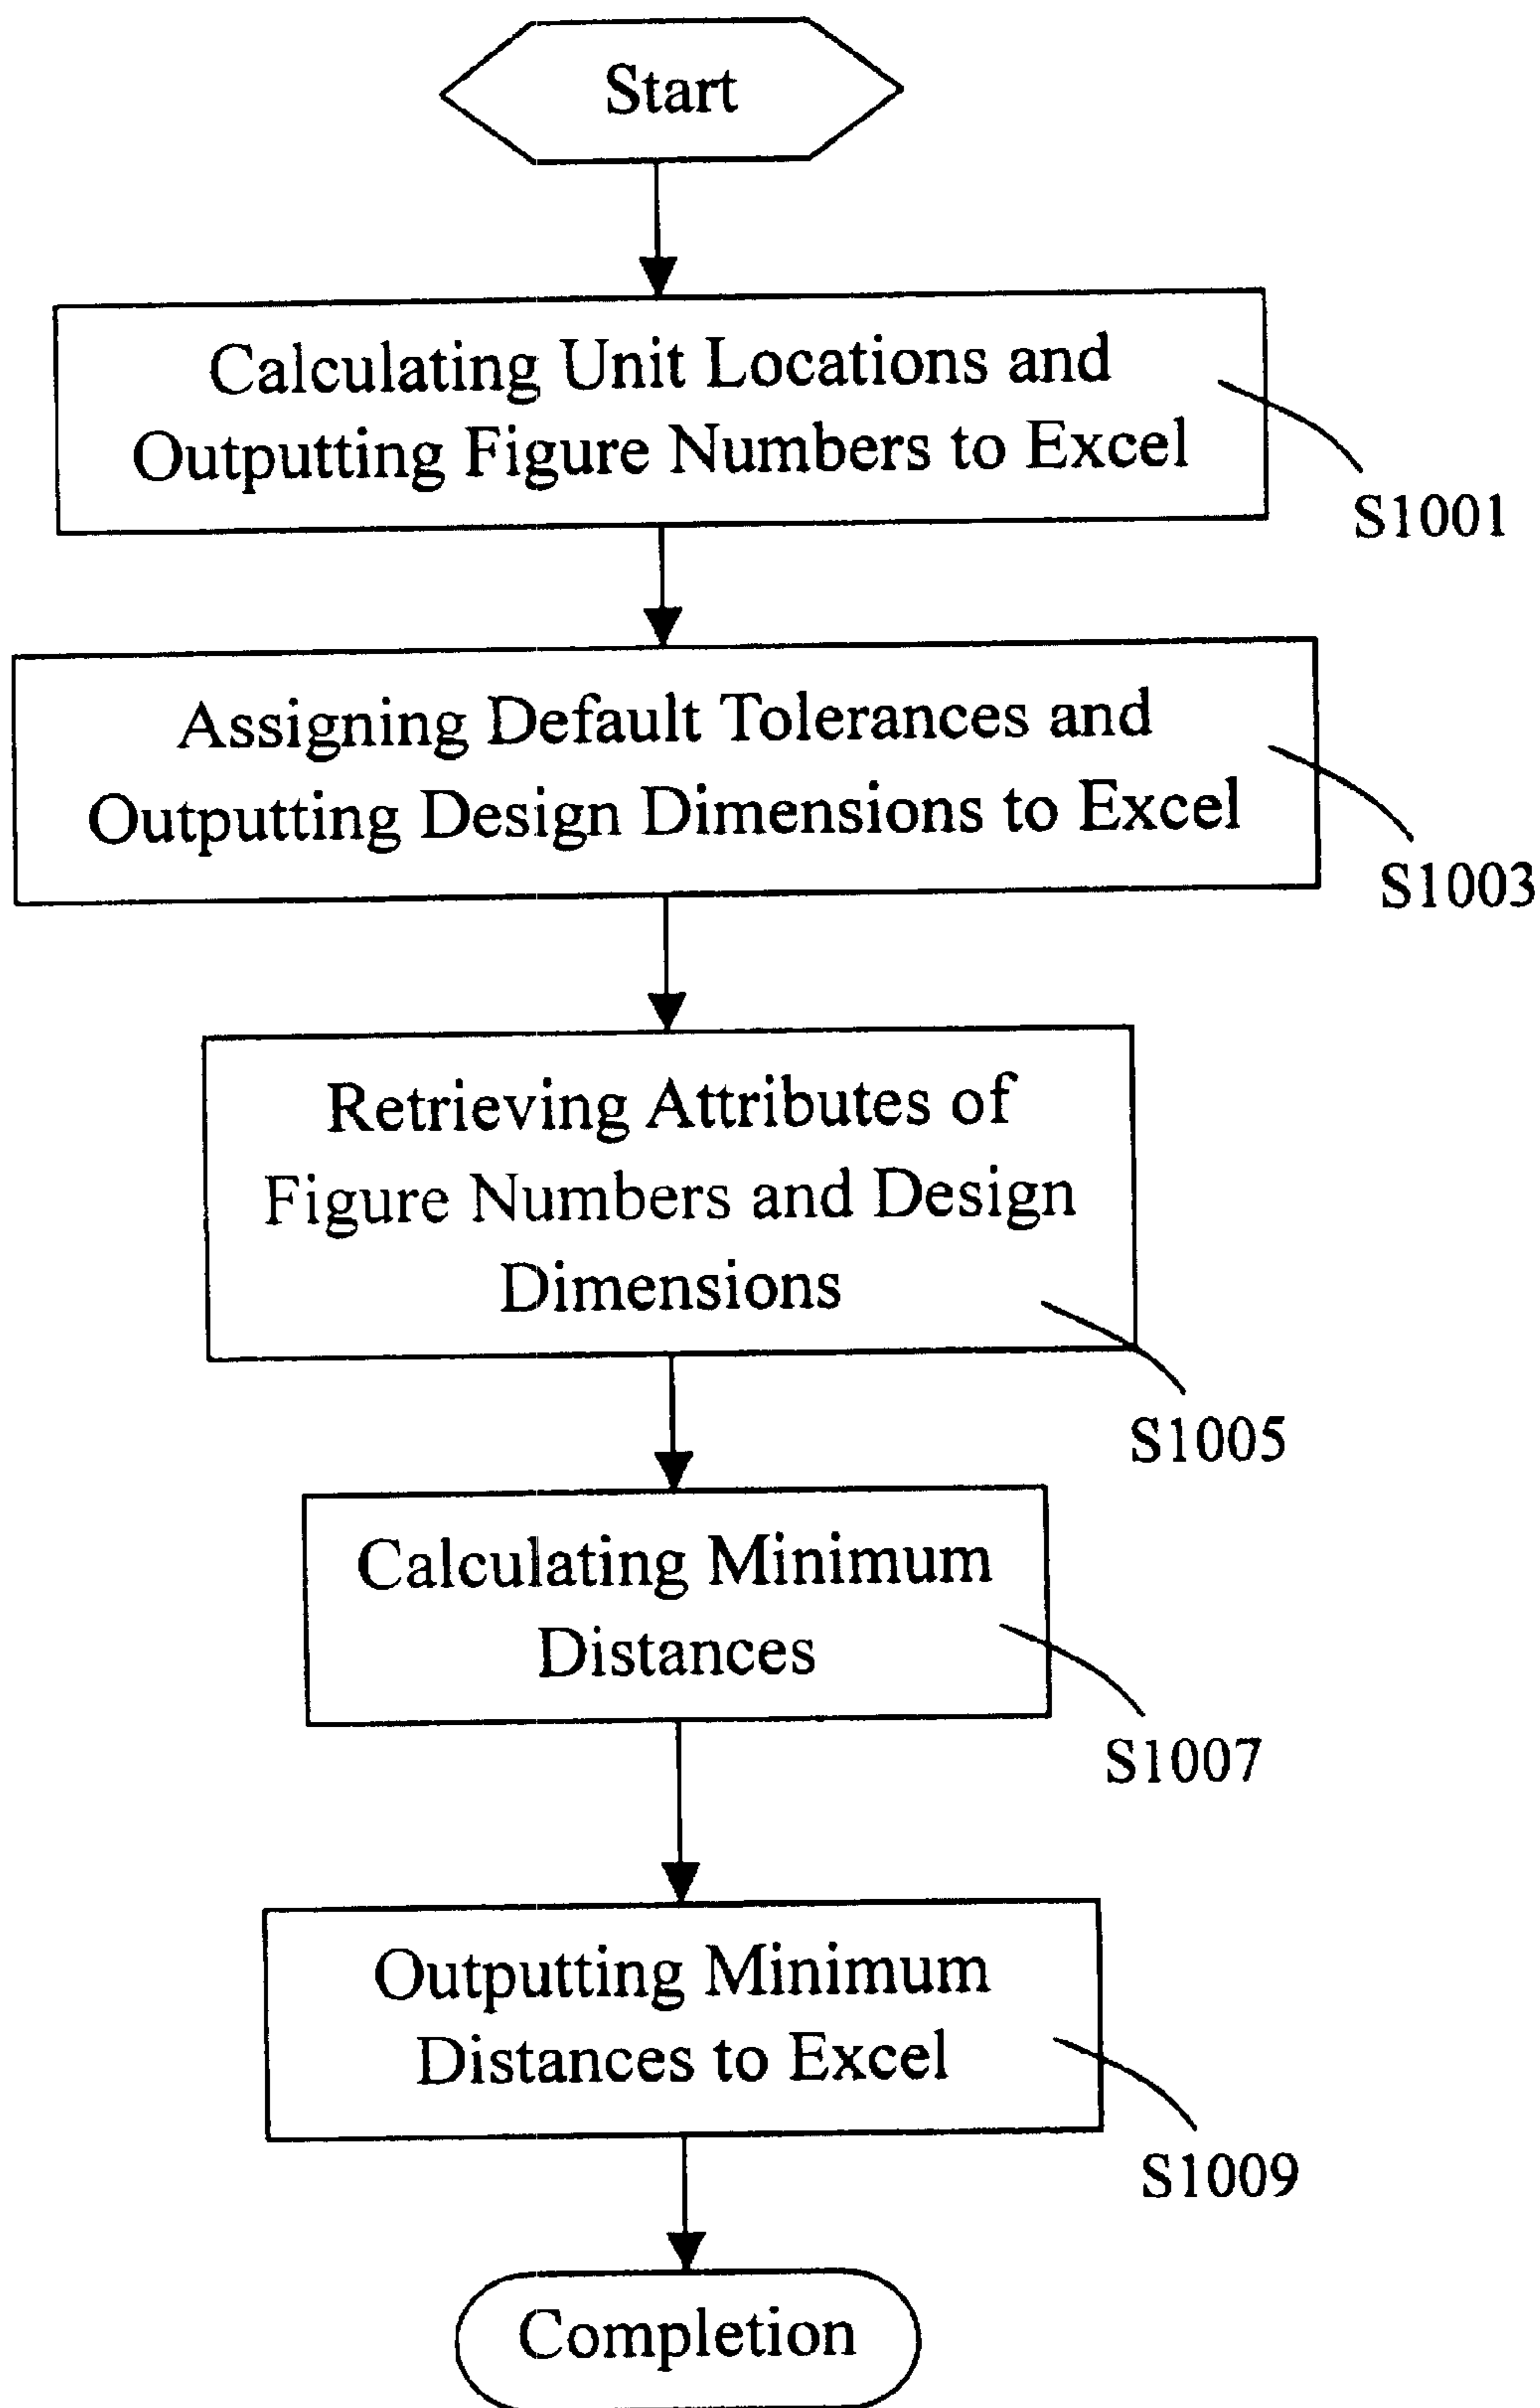 Start
Calculating Unit Locations and
Outputting Figure Numbers to Excel
S1001
Assigning Default Tolerances and
Outputting Design Dimensions to Excel
S1003
Retrieving Attributes of
Figure Numbers and Design
Dimensions
S1005
Calculating Minimum
Distances
S1007
Outputting Minimum
Distances to Excel
S1009
Completion